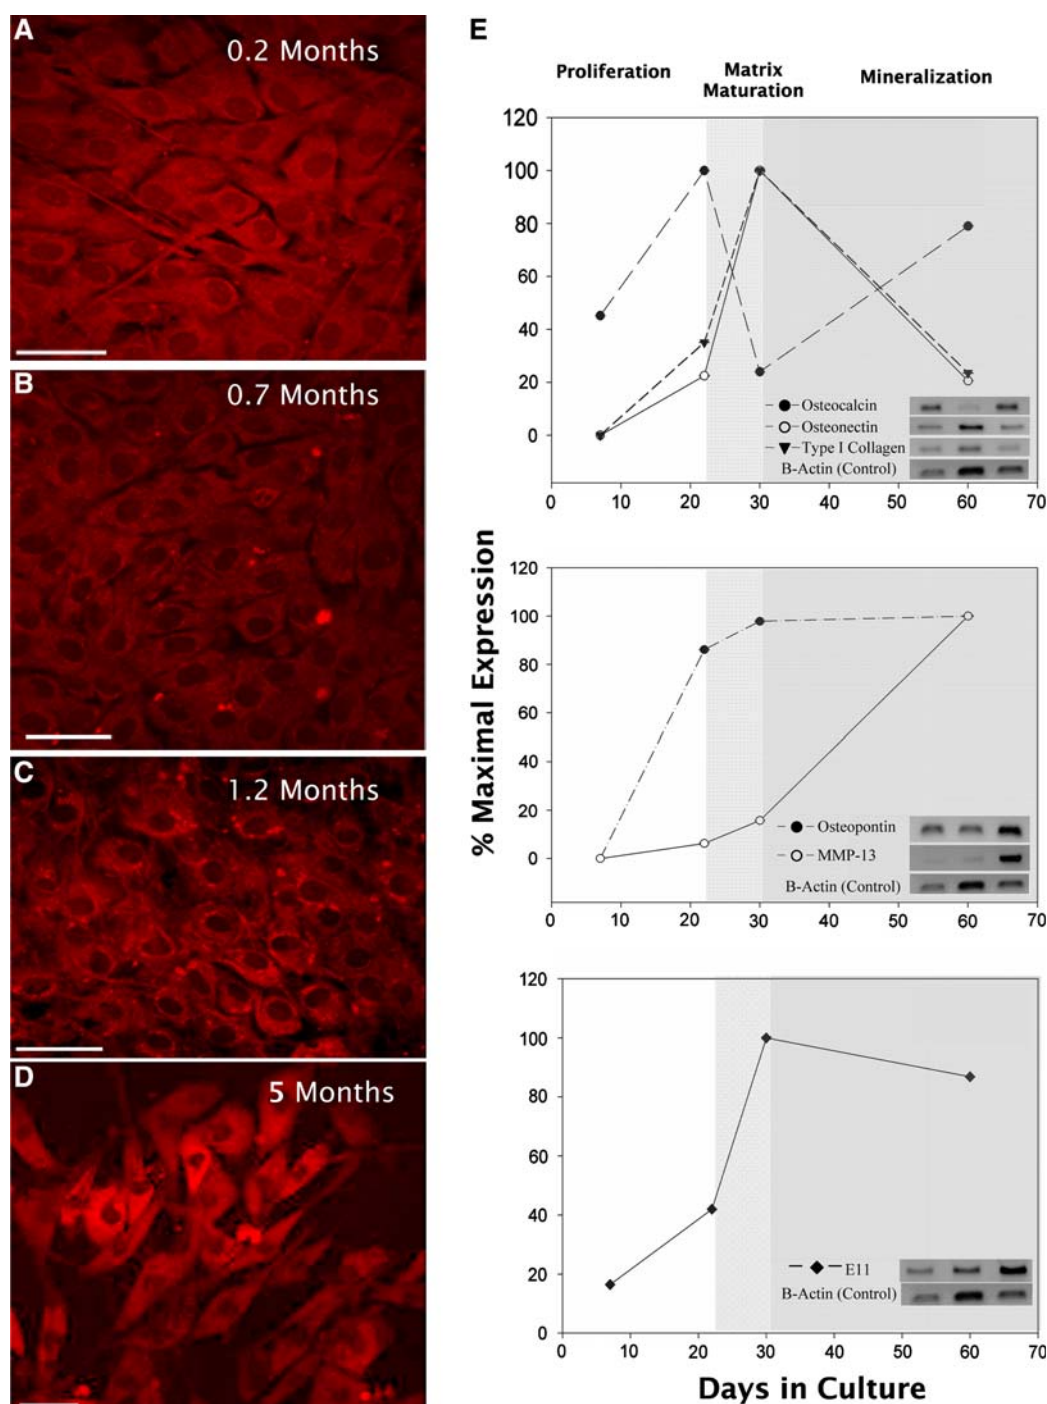 A
0.2 Months
B
0.7 Months
C
1.2 Months
D
5 Months
E
Proliferation
Matrix
Maturation
Mineralization
% Maximal Expression
120
100
80
60
40
20
0
Osteocalcin
Osteonectin
Type I Collagen
B-Actin (Control)
0 10 20 30 40 50 60 70
120
100
80
60
40
20
0
Osteopontin
MMP-13
B-Actin (Control)
0 10 20 30 40 50 60 70
120
100
80
60
40
20
0
E11
B-Actin (Control)
0 10 20 30 40 50 60 70
Days in Culture